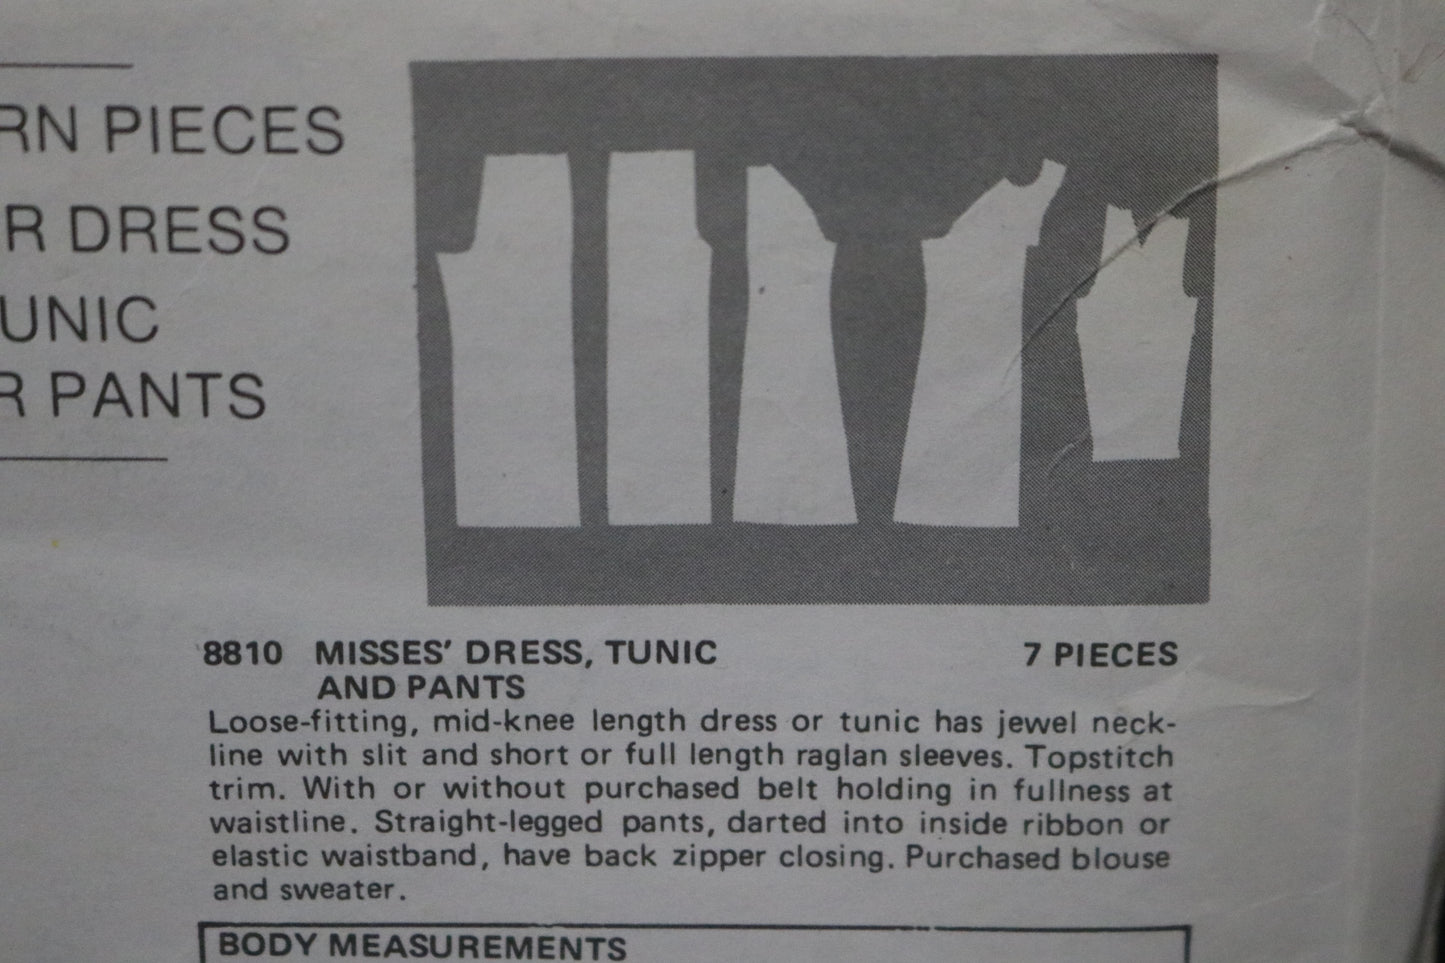 RN PIECES
R DRESS
UNIC
R PANTS
8810 MISSES' DRESS, TUNIC 7 PIECES
AND PANTS
Loose-fitting, mid-knee length dress or tunic has jewel neck-
line with slit and short or full length raglan sleeves. Topstitch
trim. With or without purchased belt holding in fullness at
waistline. Straight-legged pants, darted into inside ribbon or
elastic waistband, have back zipper closing. Purchased blouse
and sweater.
BODY MEASUREMENTS